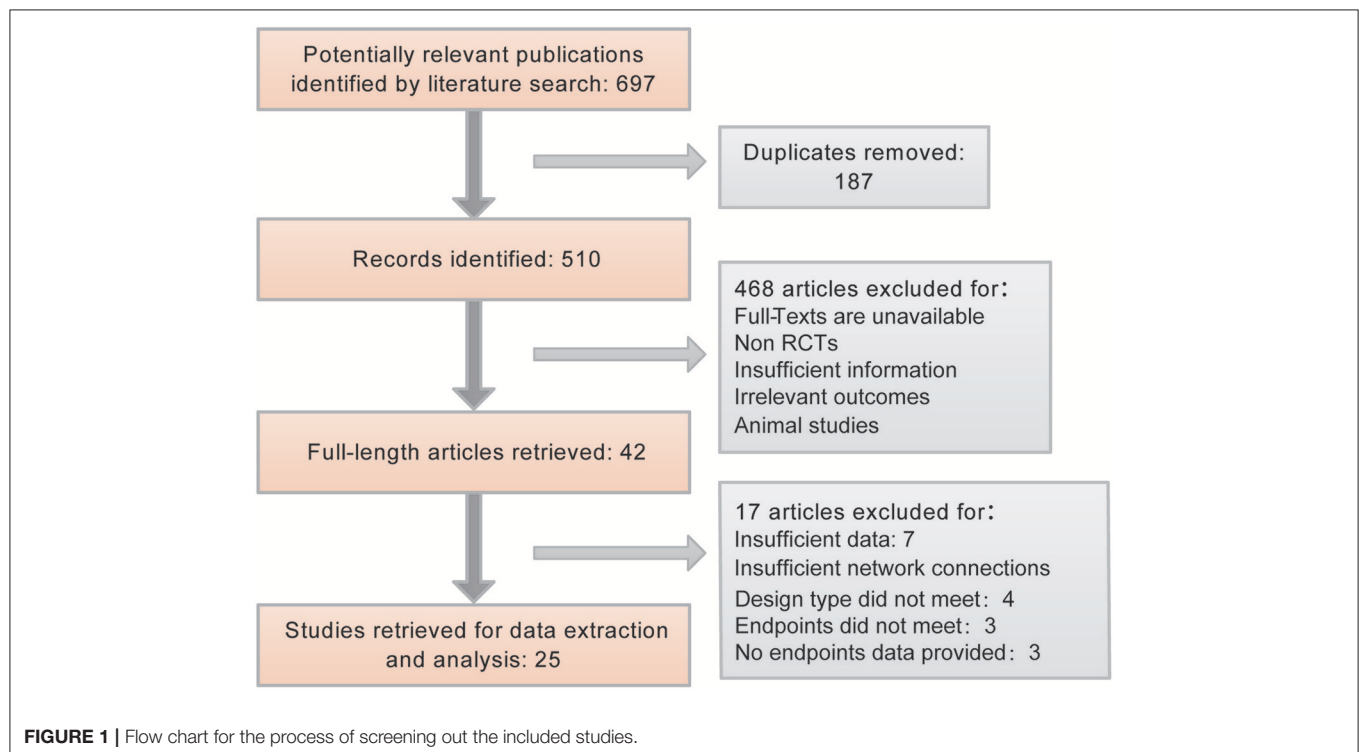 Potentially relevant publications
identified by literature search: 697
Duplicates removed:
187
Records identified: 510
468 articles excluded for:
Full-Texts are unavailable
Non RCTs
Insufficient information
Irrelevant outcomes
Animal studies
Full-length articles retrieved: 42
17 articles excluded for:
Insufficient data: 7
Insufficient network connections
Design type did not meet: 4
Endpoints did not meet: 3
No endpoints data provided: 3
Studies retrieved for data extraction
and analysis: 25
FIGURE 1 | Flow chart for the process of screening out the included studies.